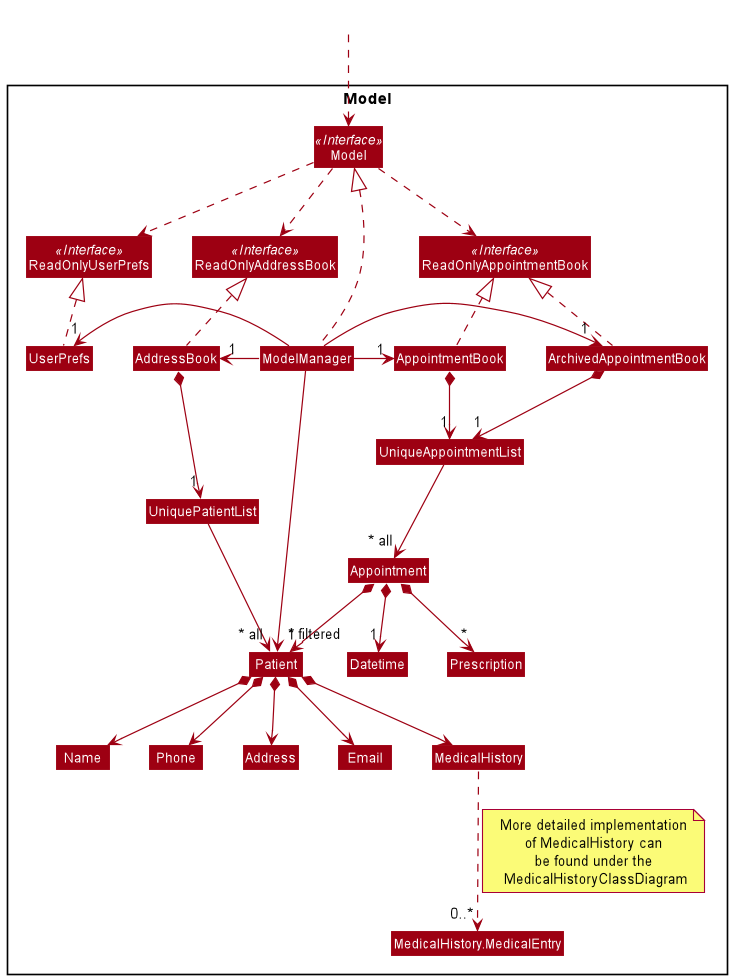 Model
«Interface»
Model
«Interface»
ReadOnlyUserPrefs
«Interface»
ReadOnlyAddressBook
«Interface»
ReadOnlyAppointmentBook
1
1
UserPrefs
AddressBook
1
ModelManager
1
AppointmentBook
ArchivedAppointmentBook
1
1
UniqueAppointmentList
1
UniquePatientList
* all
Appointment
* all
* filtered
1
1
*
Patient
Datetime
Prescription
Name
Phone
Address
Email
MedicalHistory
More detailed implementation
of MedicalHistory can
be found under the
MedicalHistoryClassDiagram
0..*
MedicalHistory.MedicalEntry